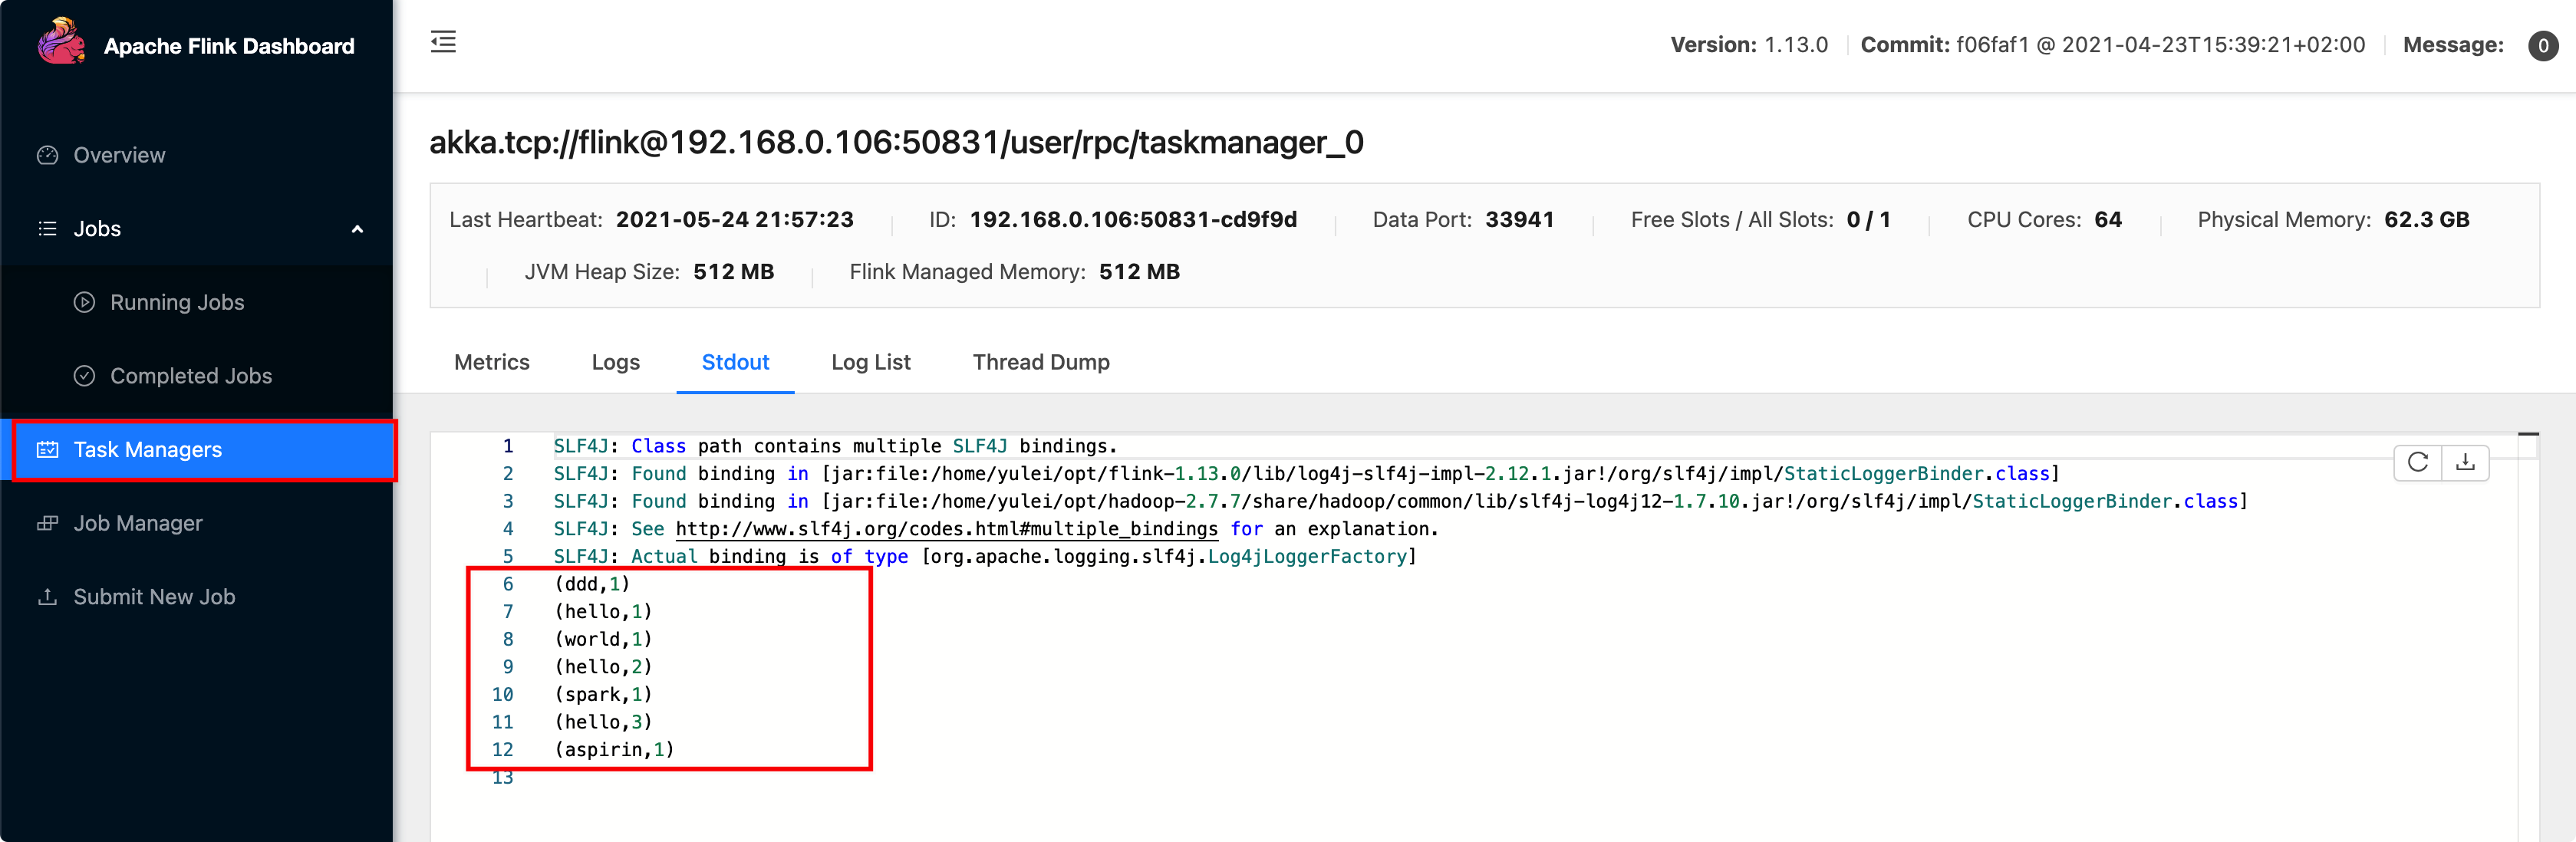 Apache Flink Dashboard
Version: 1.13.0 Commit: f06faf1 @ 2021-04-23T15:39:21+02:00 Message: 0
Overview
Jobs
Running Jobs
Completed Jobs
Task Managers
Job Manager
Submit New Job
akka.tcp://flink@192.168.0.106:50831/user/rpc/taskmanager_0
Last Heartbeat: 2021-05-24 21:57:23 ID: 192.168.0.106:50831-cd9f9d Data Port: 33941 Free Slots / All Slots: 0 / 1 CPU Cores: 64 Physical Memory: 62.3 GB
JVM Heap Size: 512 MB Flink Managed Memory: 512 MB
Metrics Logs Stdout Log List Thread Dump
1 SLF4J: Class path contains multiple SLF4J bindings.
2 SLF4J: Found binding in [jar:file:/home/yulei/opt/flink-1.13.0/lib/log4j-slf4j-impl-2.12.1.jar!/org/slf4j/impl/StaticLoggerBinder.class]
3 SLF4J: Found binding in [jar:file:/home/yulei/opt/hadoop-2.7.7/share/hadoop/common/lib/slf4j-log4j12-1.7.10.jar!/org/slf4j/impl/StaticLoggerBinder.class]
4 SLF4J: See http://www.slf4j.org/codes.html#multiple_bindings for an explanation.
5 SLF4J: Actual binding is of type [org.apache.logging.slf4j.Log4jLoggerFactory]
6 (ddd,1)
7 (hello,1)
8 (world,1)
9 (hello,2)
10 (spark,1)
11 (hello,3)
12 (aspirin,1)
13